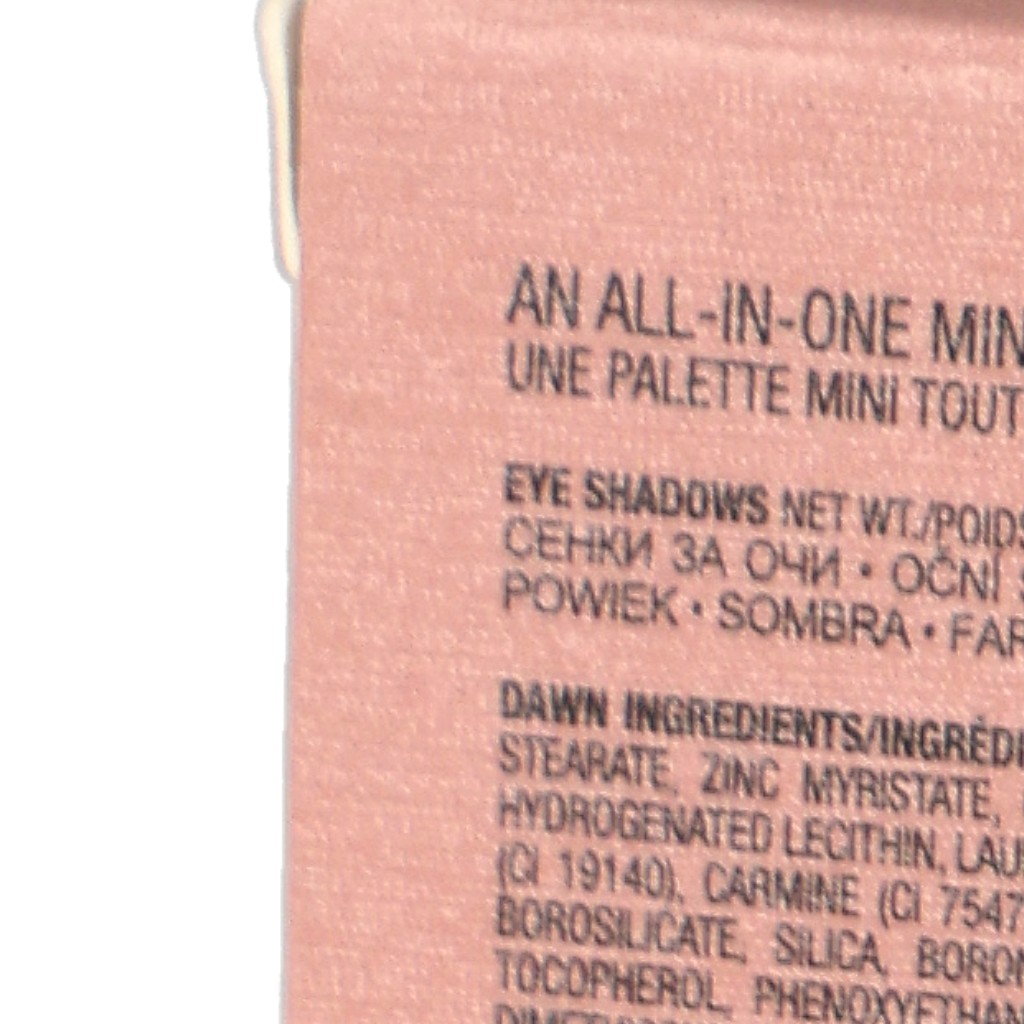 AN ALL-IN-ONE MIN
UNE PALETTE MINI TOUT
EYE SHADOWS NET WT./POIDS
СЕНКИ ЗА ОЧИ • OČNÍ
POWIEK • SOMBRA • FAR
DAWN INGREDIENTS/INGRÉDI
STEARATE, ZINC MYRISTATE,
HYDROGENATED LECITHIN, LAU
(CI 19140), CARMINE (CI 7547
BOROSILICATE, SILICA, BORON
TOCOPHEROL, PHENOXYETHAN